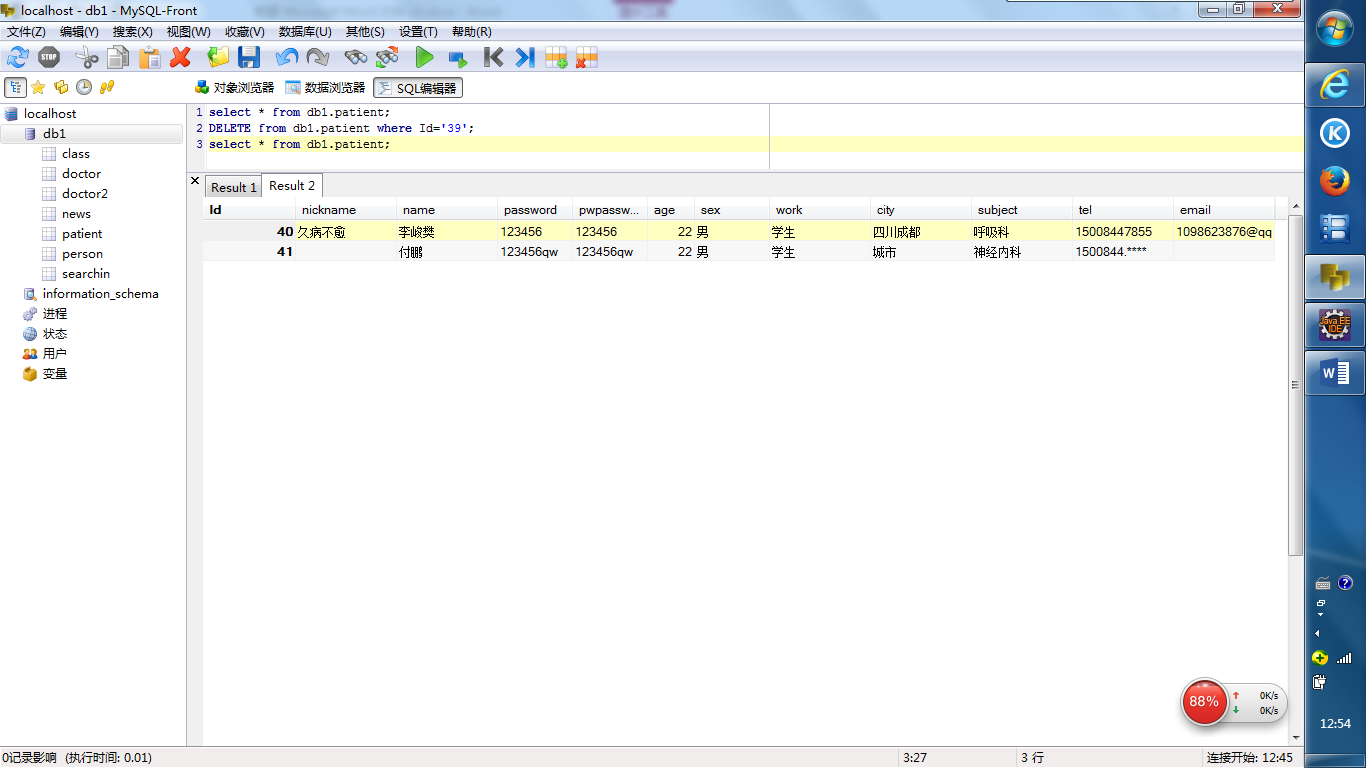 localhost - db1 - MySQL-Front
文件(Z) 编辑(Y) 搜索(X) 视图(W) 收藏(V) 数据库(U) 其他(S) 设置(T) 帮助(R)
STOP
对象浏览器 数据浏览器 SQL编辑器
localhost
db1
class
doctor
doctor2
news
patient
person
searchin
information_schema
进程
状态
用户
变量
1 select * from db1.patient;
2 DELETE from db1.patient where Id='39';
3 select * from db1.patient;
Result 1 Result 2
Id nickname name password pwpassw... age sex work city subject tel email
40 久病不愈 李峻樊 123456 123456 22 男 学生 四川成都 呼吸科 15008447855 1098623876@qq
41 付鹏 123456qw 123456qw 22 男 学生 城市 神经内科 1500844.****
88% 0K/s
0K/s
Java EE
IDE
W
12:54
0记录影响 (执行时间: 0.01) 3:27 3 行 连接开始: 12:45